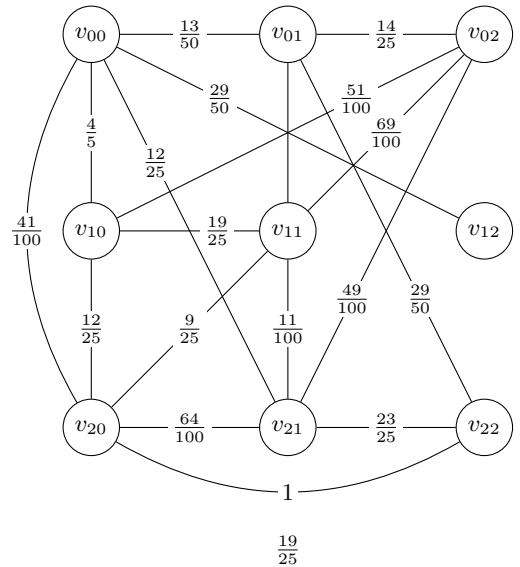 v₀₀ 13/50 v₀₁ 14/25 v₀₂
29/50 51/100
4/5 69/100
12/25
41/100 v₁₀ 19/25 v₁₁ v₁₂
49/100 29/50
12/25 9/25 11/100
v₂₀ 64/100 v₂₁ 23/25 v₂₂
1
19/25